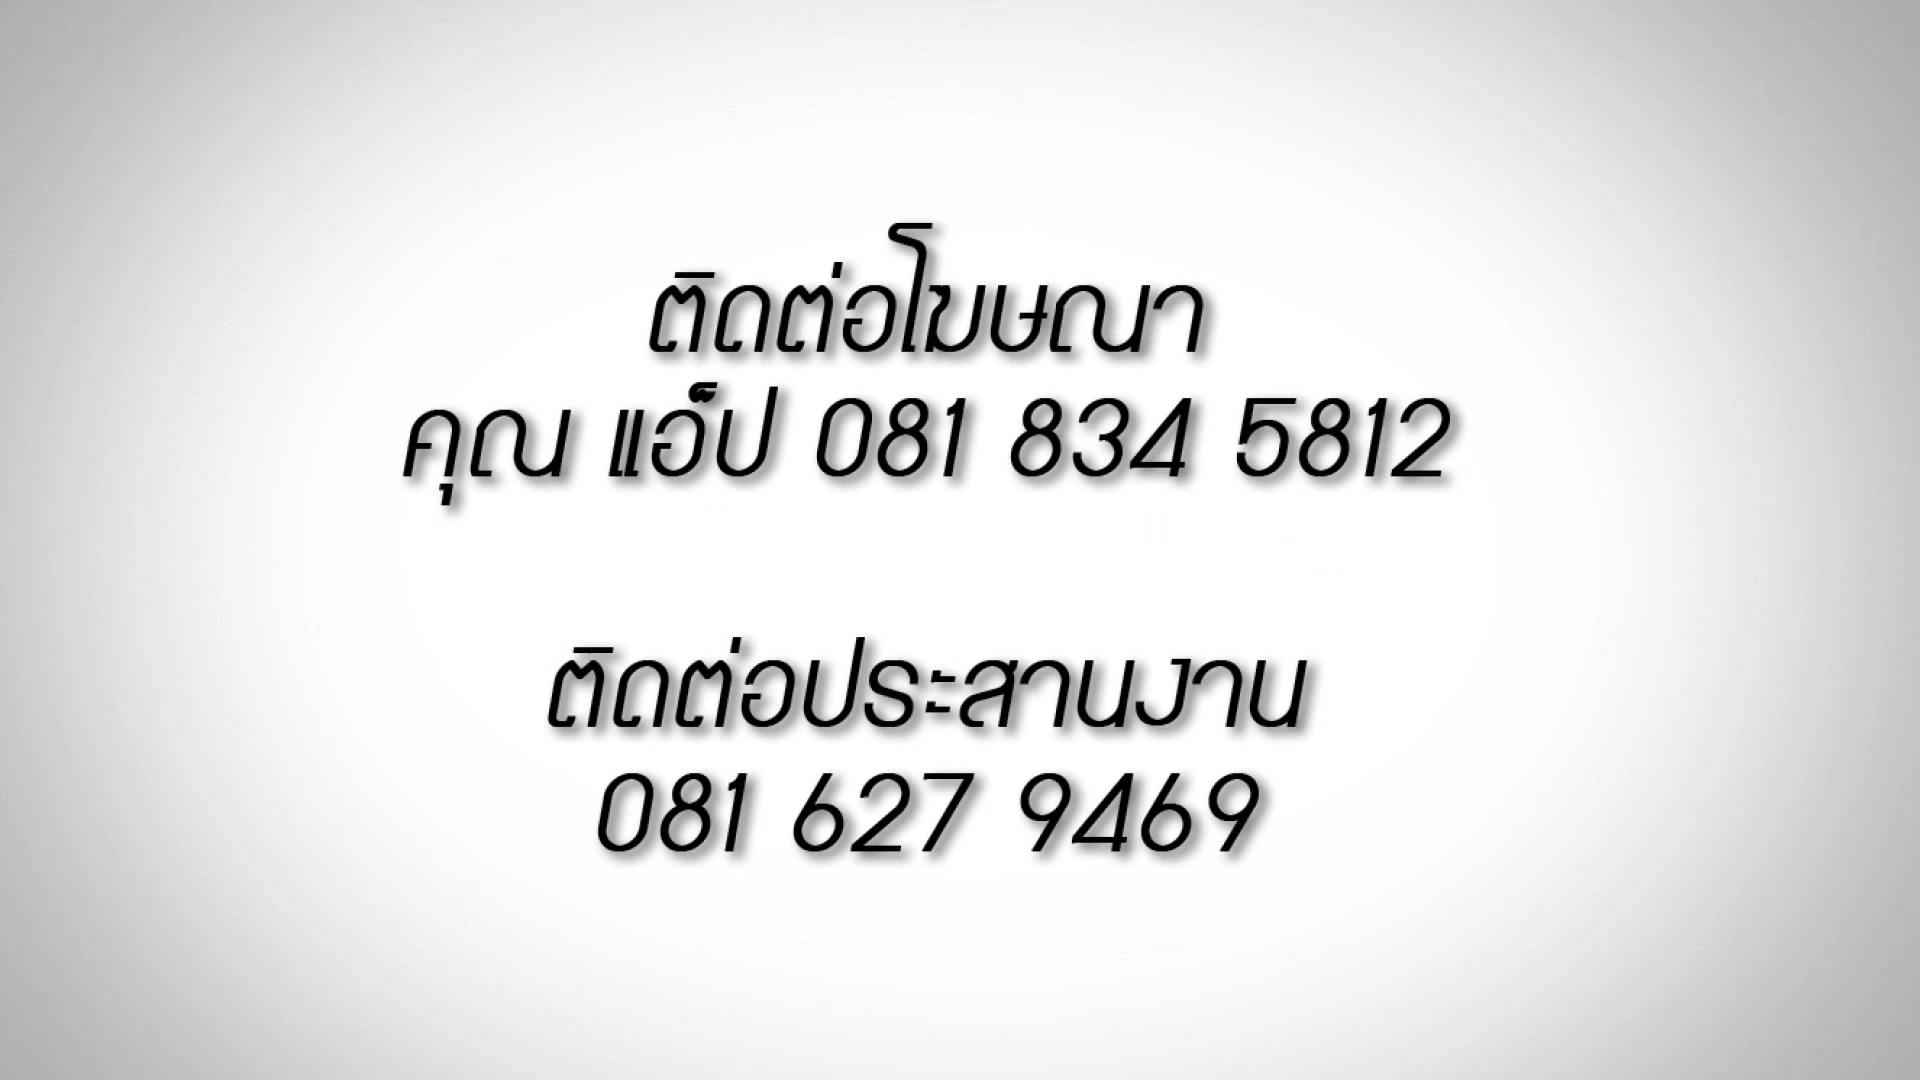 ติดต่อโฆษณา
คุณ แอ็ป 081 834 5812
ติดต่อประสานงาน
081 627 9469